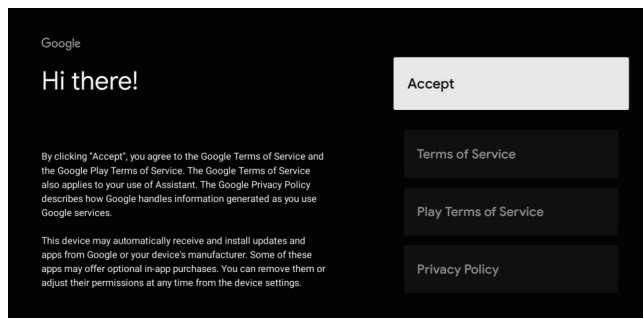 Google
Hi there!
By clicking "Accept", you agree to the Google Terms of Service and
the Google Play Terms of Service. The Google Terms of Service
also applies to your use of Assistant. The Google Privacy Policy
describes how Google handles information generated as you use
Google services.
This device may automatically receive and install updates and
apps from Google or your device's manufacturer. Some of these
apps may offer optional in-app purchases. You can remove them or
adjust their permissions at any time from the device settings.
Accept
Terms of Service
Play Terms of Service
Privacy Policy